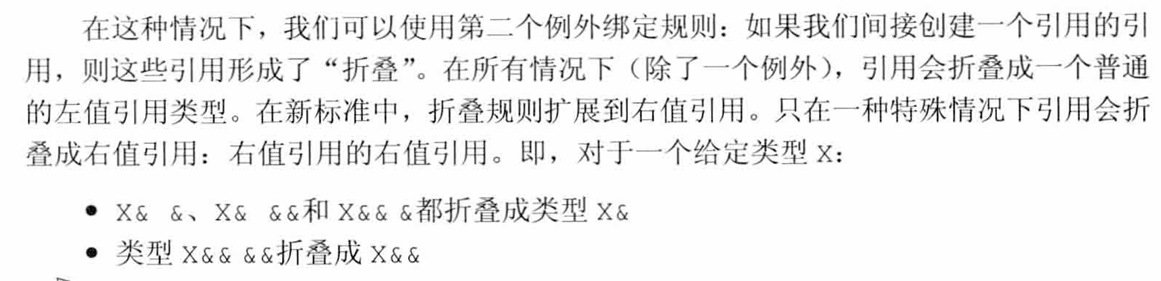 在这种情况下，我们可以使用第二个例外绑定规则：如果我们间接创建一个引用的引
用，则这些引用形成了“折叠”。在所有情况下（除了一个例外），引用会折叠成一个普通
的左值引用类型。在新标准中，折叠规则扩展到右值引用。只在一种特殊情况下引用会折
叠成右值引用：右值引用的右值引用。即，对于一个给定类型 X：
● X& &、X& &&和 X&& &都折叠成类型 X&
● 类型 X&& &&折叠成 X&&